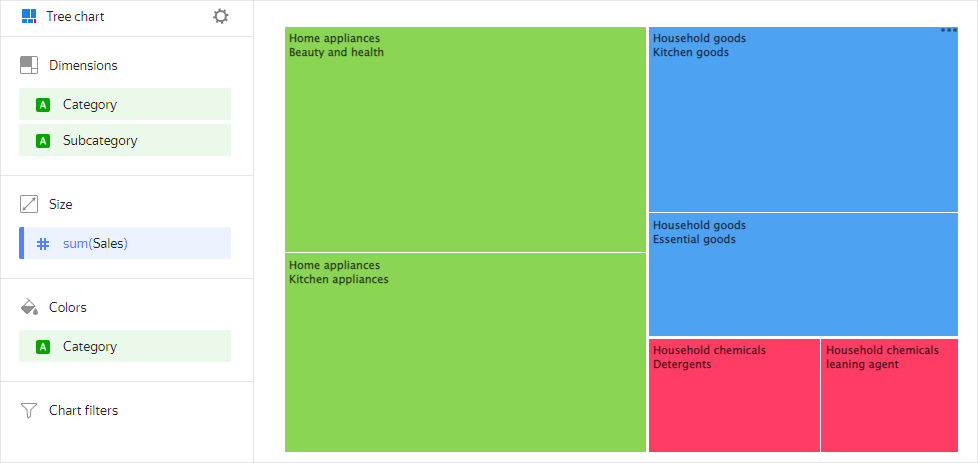 Tree chart
Dimensions
A Category
A Subcategory
Size
# sum(Sales)
Colors
A Category
Chart filters
Home appliances
Beauty and health
Home appliances
Kitchen appliances
Household goods
Kitchen goods
Household goods
Essential goods
Household chemicals
Detergents
Household chemicals
leaning agent